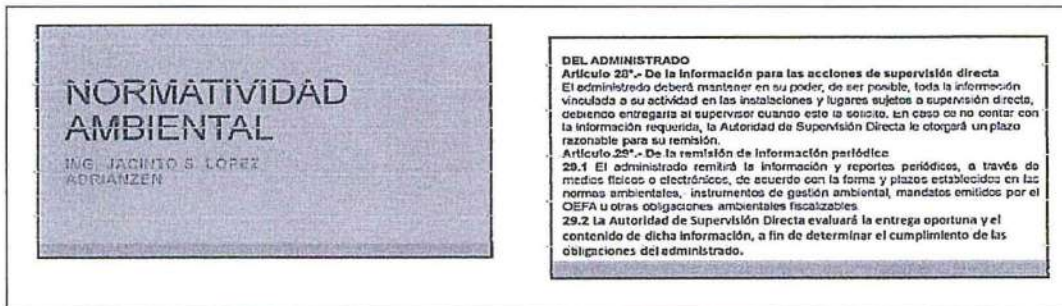 NORMATIVIDAD
AMBIENTAL
ING. JACINTO S. LOPEZ
ADRIANZEN
DEL ADMINISTRADO
Artículo 28°.- De la información para las acciones de supervisión directa
El administrado deberá mantener en su poder, de ser posible, toda la información
vinculada a su actividad en las instalaciones y lugares sujetos a supervisión directa,
debiendo entregarla al supervisor cuando este lo solicite. En caso de no contar con
la información requerida, la Autoridad de Supervisión Directa le otorgará un plazo
razonable para su remisión.
Artículo 29°.- De la remisión de información periódica
29.1 El administrado remitirá la información y reportes periódicos, a través de
medios físicos o electrónicos, de acuerdo con la forma y plazos establecidos en las
normas ambientales, instrumentos de gestión ambiental, mandatos emitidos por el
OEFA u otras obligaciones ambientales fiscalizables.
29.2 La Autoridad de Supervisión Directa evaluará la entrega oportuna y el
contenido de dicha información, a fin de determinar el cumplimiento de las
obligaciones del administrado.